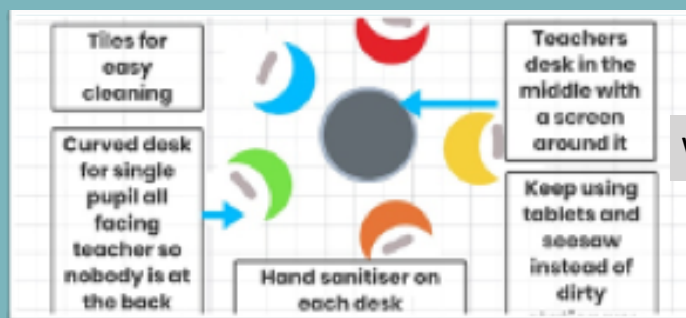 Tiles for
easy
cleaning
Curved desk
for single
pupil all
facing
teacher so
nobody is at
the back
Hand sanitiser on
each desk
Teachers
desk in the
middle with
a screen
around it
Keep using
tablets and
seesaw
instead of
dirty